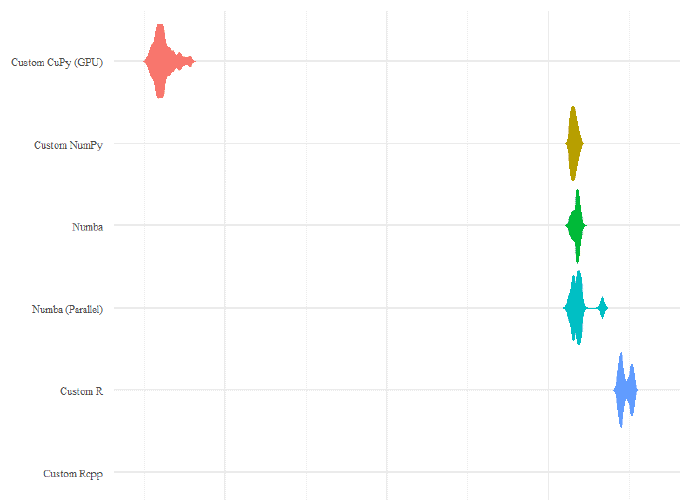 Custom CuPy (GPU)
Custom NumPy
Numba
Numba (Parallel)
Custom R
Custom Rcpp